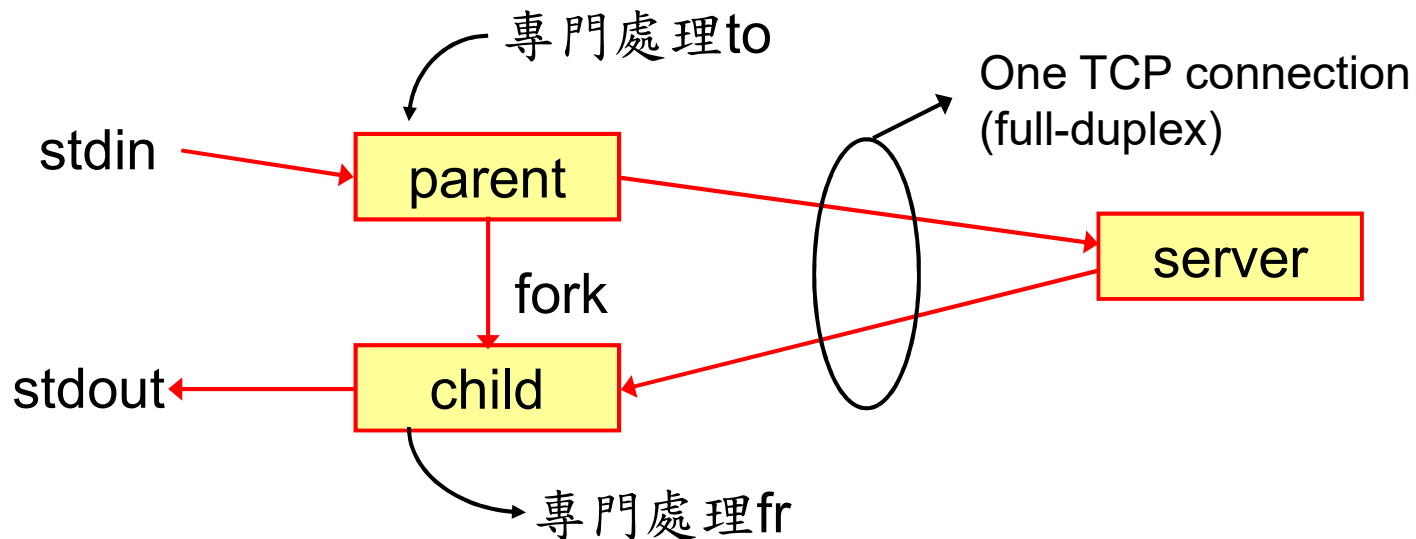 專門處理to
One TCP connection
(full-duplex)
stdin
parent
server
fork
stdout
child
專門處理fr